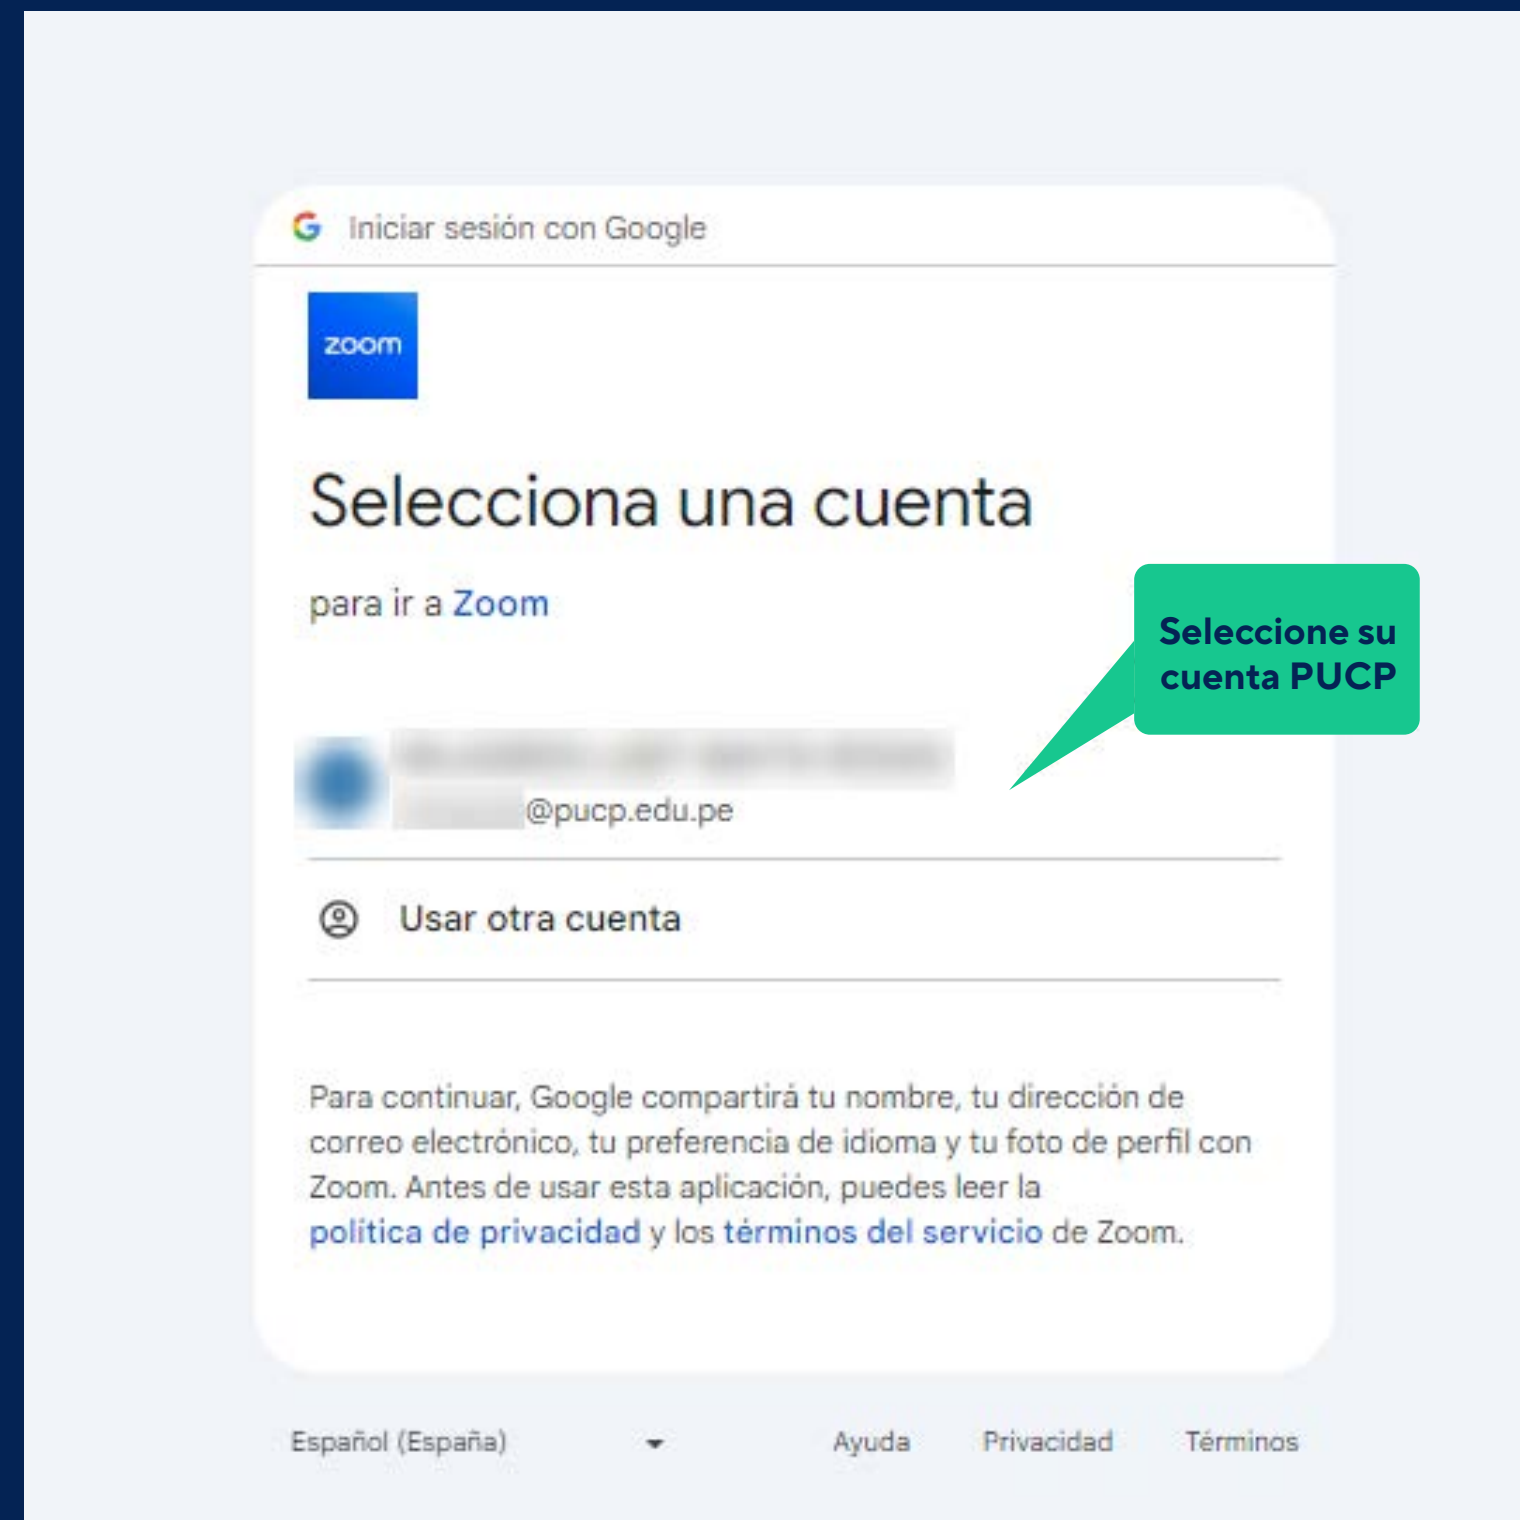 Iniciar sesión con Google
zoom
Selecciona una cuenta
para ir a Zoom
Seleccione su
cuenta PUCP
@pucp.edu.pe
Usar otra cuenta
Para continuar, Google compartirá tu nombre, tu dirección de
correo electrónico, tu preferencia de idioma y tu foto de perfil con
Zoom. Antes de usar esta aplicación, puedes leer la
política de privacidad y los términos del servicio de Zoom.
Español (España) Ayuda Privacidad Términos